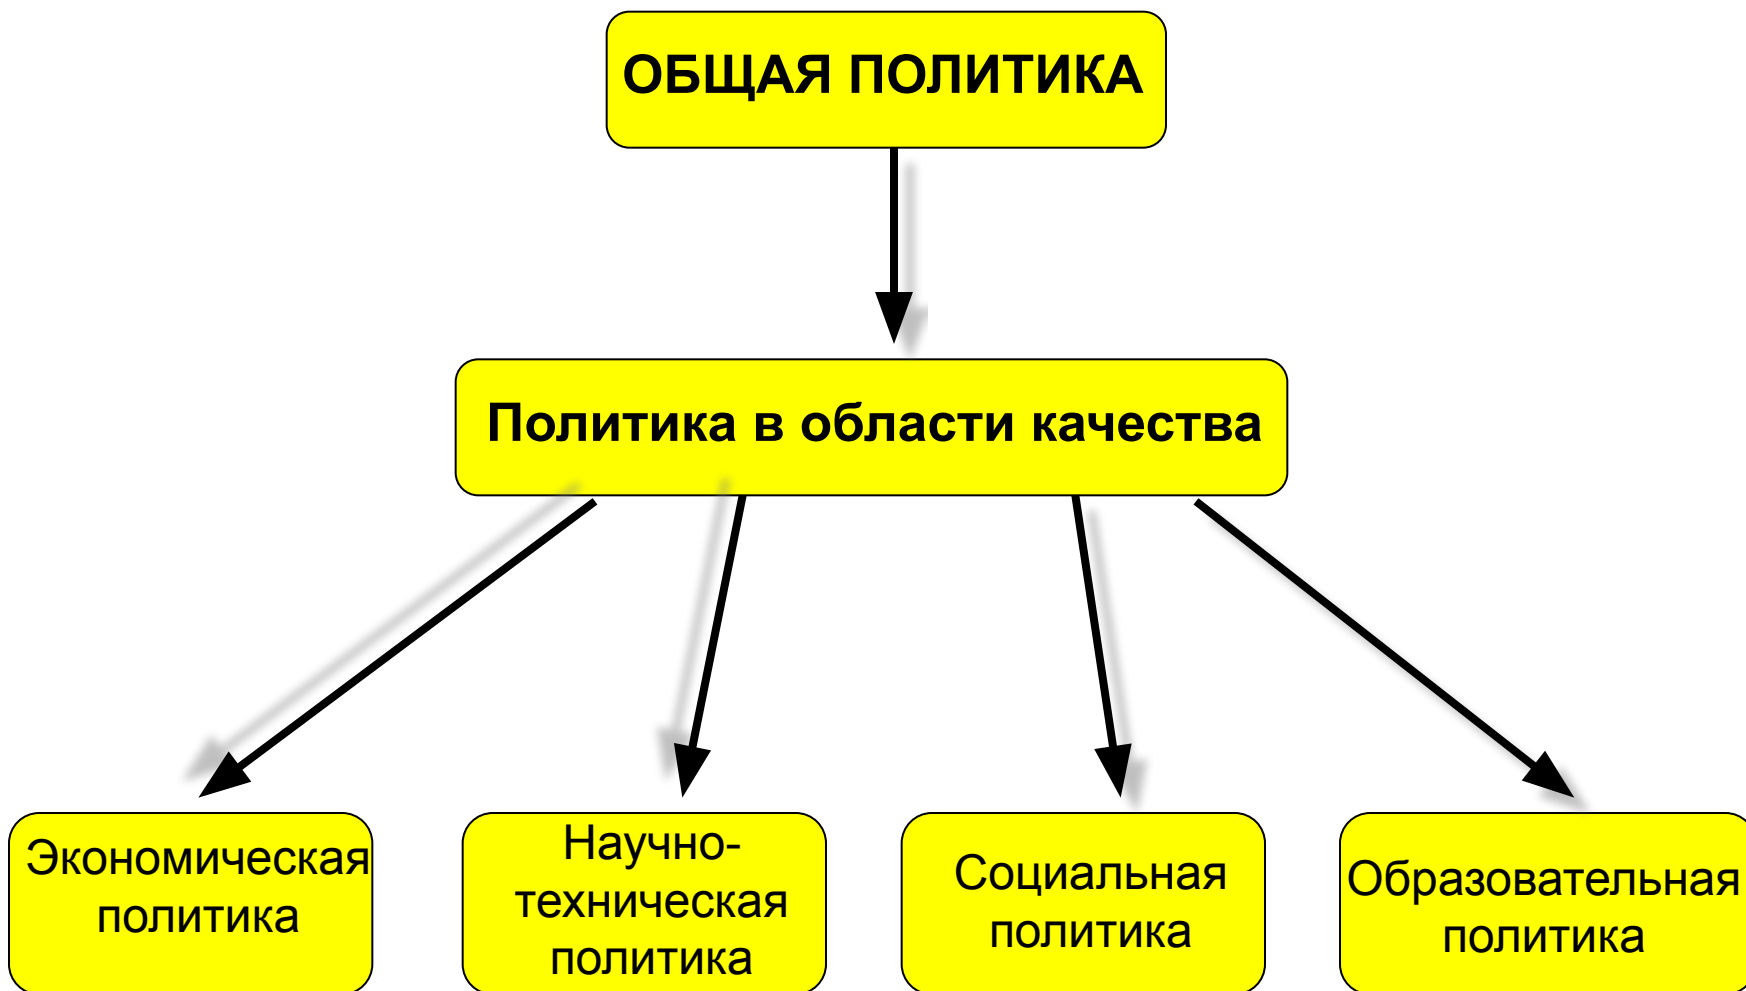 ОБЩАЯ ПОЛИТИКА
Политика в области качества
Экономическая
политика
Научно-
техническая
политика
Социальная
политика
Образовательная
политика